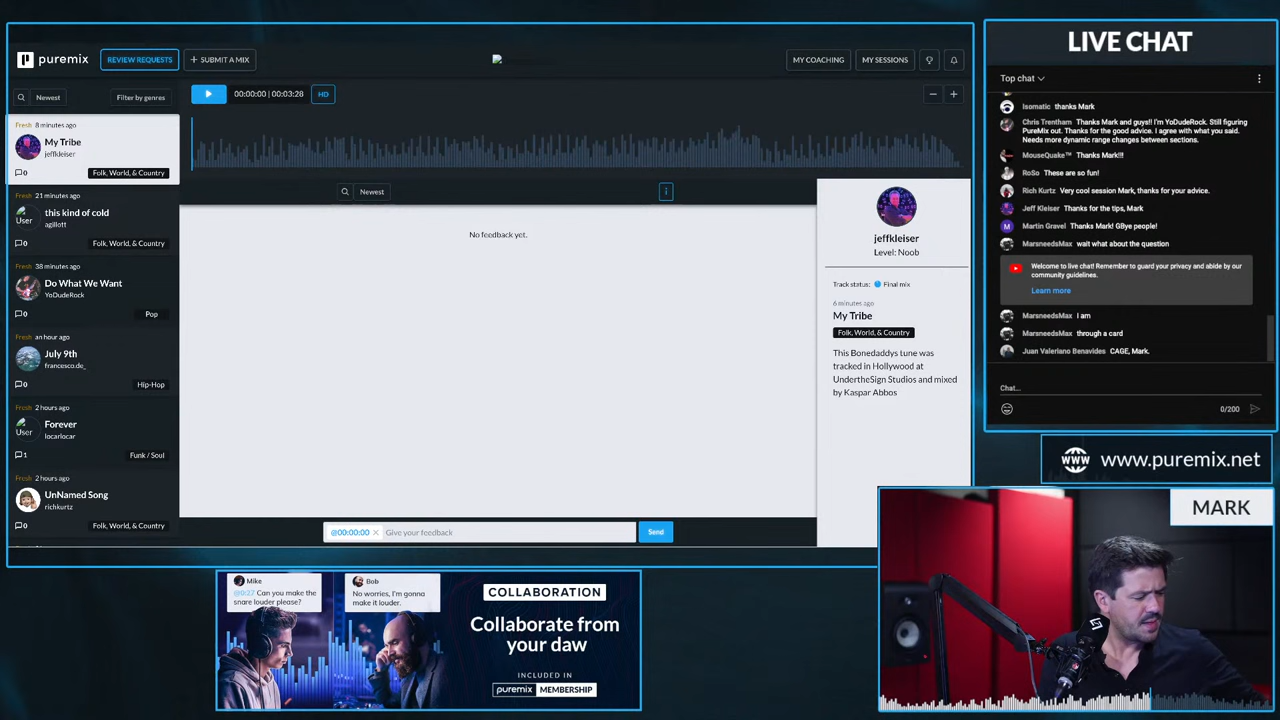 puremix
REVIEW REQUESTS
+ SUBMIT A MIX
MY COACHING
MY SESSIONS
Newest
Filter by genres
00:00:00 | 00:03:28
HD
Fresh 8 minutes ago
My Tribe
jeffkleiser
0
Folk, World, & Country
Fresh 21 minutes ago
User
this kind of cold
agillott
0
Folk, World, & Country
Fresh 38 minutes ago
Do What We Want
YoDudeRock
0
Pop
Fresh an hour ago
July 9th
francesco.de_
0
Hip-Hop
Fresh 2 hours ago
User
Forever
locarlocar
1
Funk / Soul
Fresh 2 hours ago
UnNamed Song
richkurtz
0
Folk, World, & Country
Newest
i
No feedback yet.
@00:00:00 ×
Give your feedback
Send
jeffkleiser
Level: Noob
Track status: Final mix
6 minutes ago
My Tribe
Folk, World, & Country
This Bonedaddys tune was
tracked in Hollywood at
UndertheSign Studios and mixed
by Kaspar Abbos
LIVE CHAT
Top chat
Isomatic thanks Mark
Chris Trentham Thanks Mark and guys!! I'm YoDudeRock. Still figuring
PureMix out. Thanks for the good advice. I agree with what you said.
Needs more dynamic range changes between sections.
MouseQuake™ Thanks Mark!!!
RoSo These are so fun!
Rich Kurtz Very cool session Mark, thanks for your advice.
Jeff Kleiser Thanks for the tips, Mark
M Martin Gravel Thanks Mark! GBye people!
MarsneedsMax wait what about the question
Welcome to live chat! Remember to guard your privacy and abide by our
community guidelines.
Learn more
MarsneedsMax I am
MarsneedsMax through a card
Juan Valeriano Benavides CAGE, Mark.
Chat...
0/200
WWW
www.puremix.net
MARK
Mike
@0:27 Can you make the
snare louder please?
Bob
No worries, I'm gonna
make it louder.
COLLABORATION
Collaborate from
your daw
INCLUDED IN
puremix MEMBERSHIP